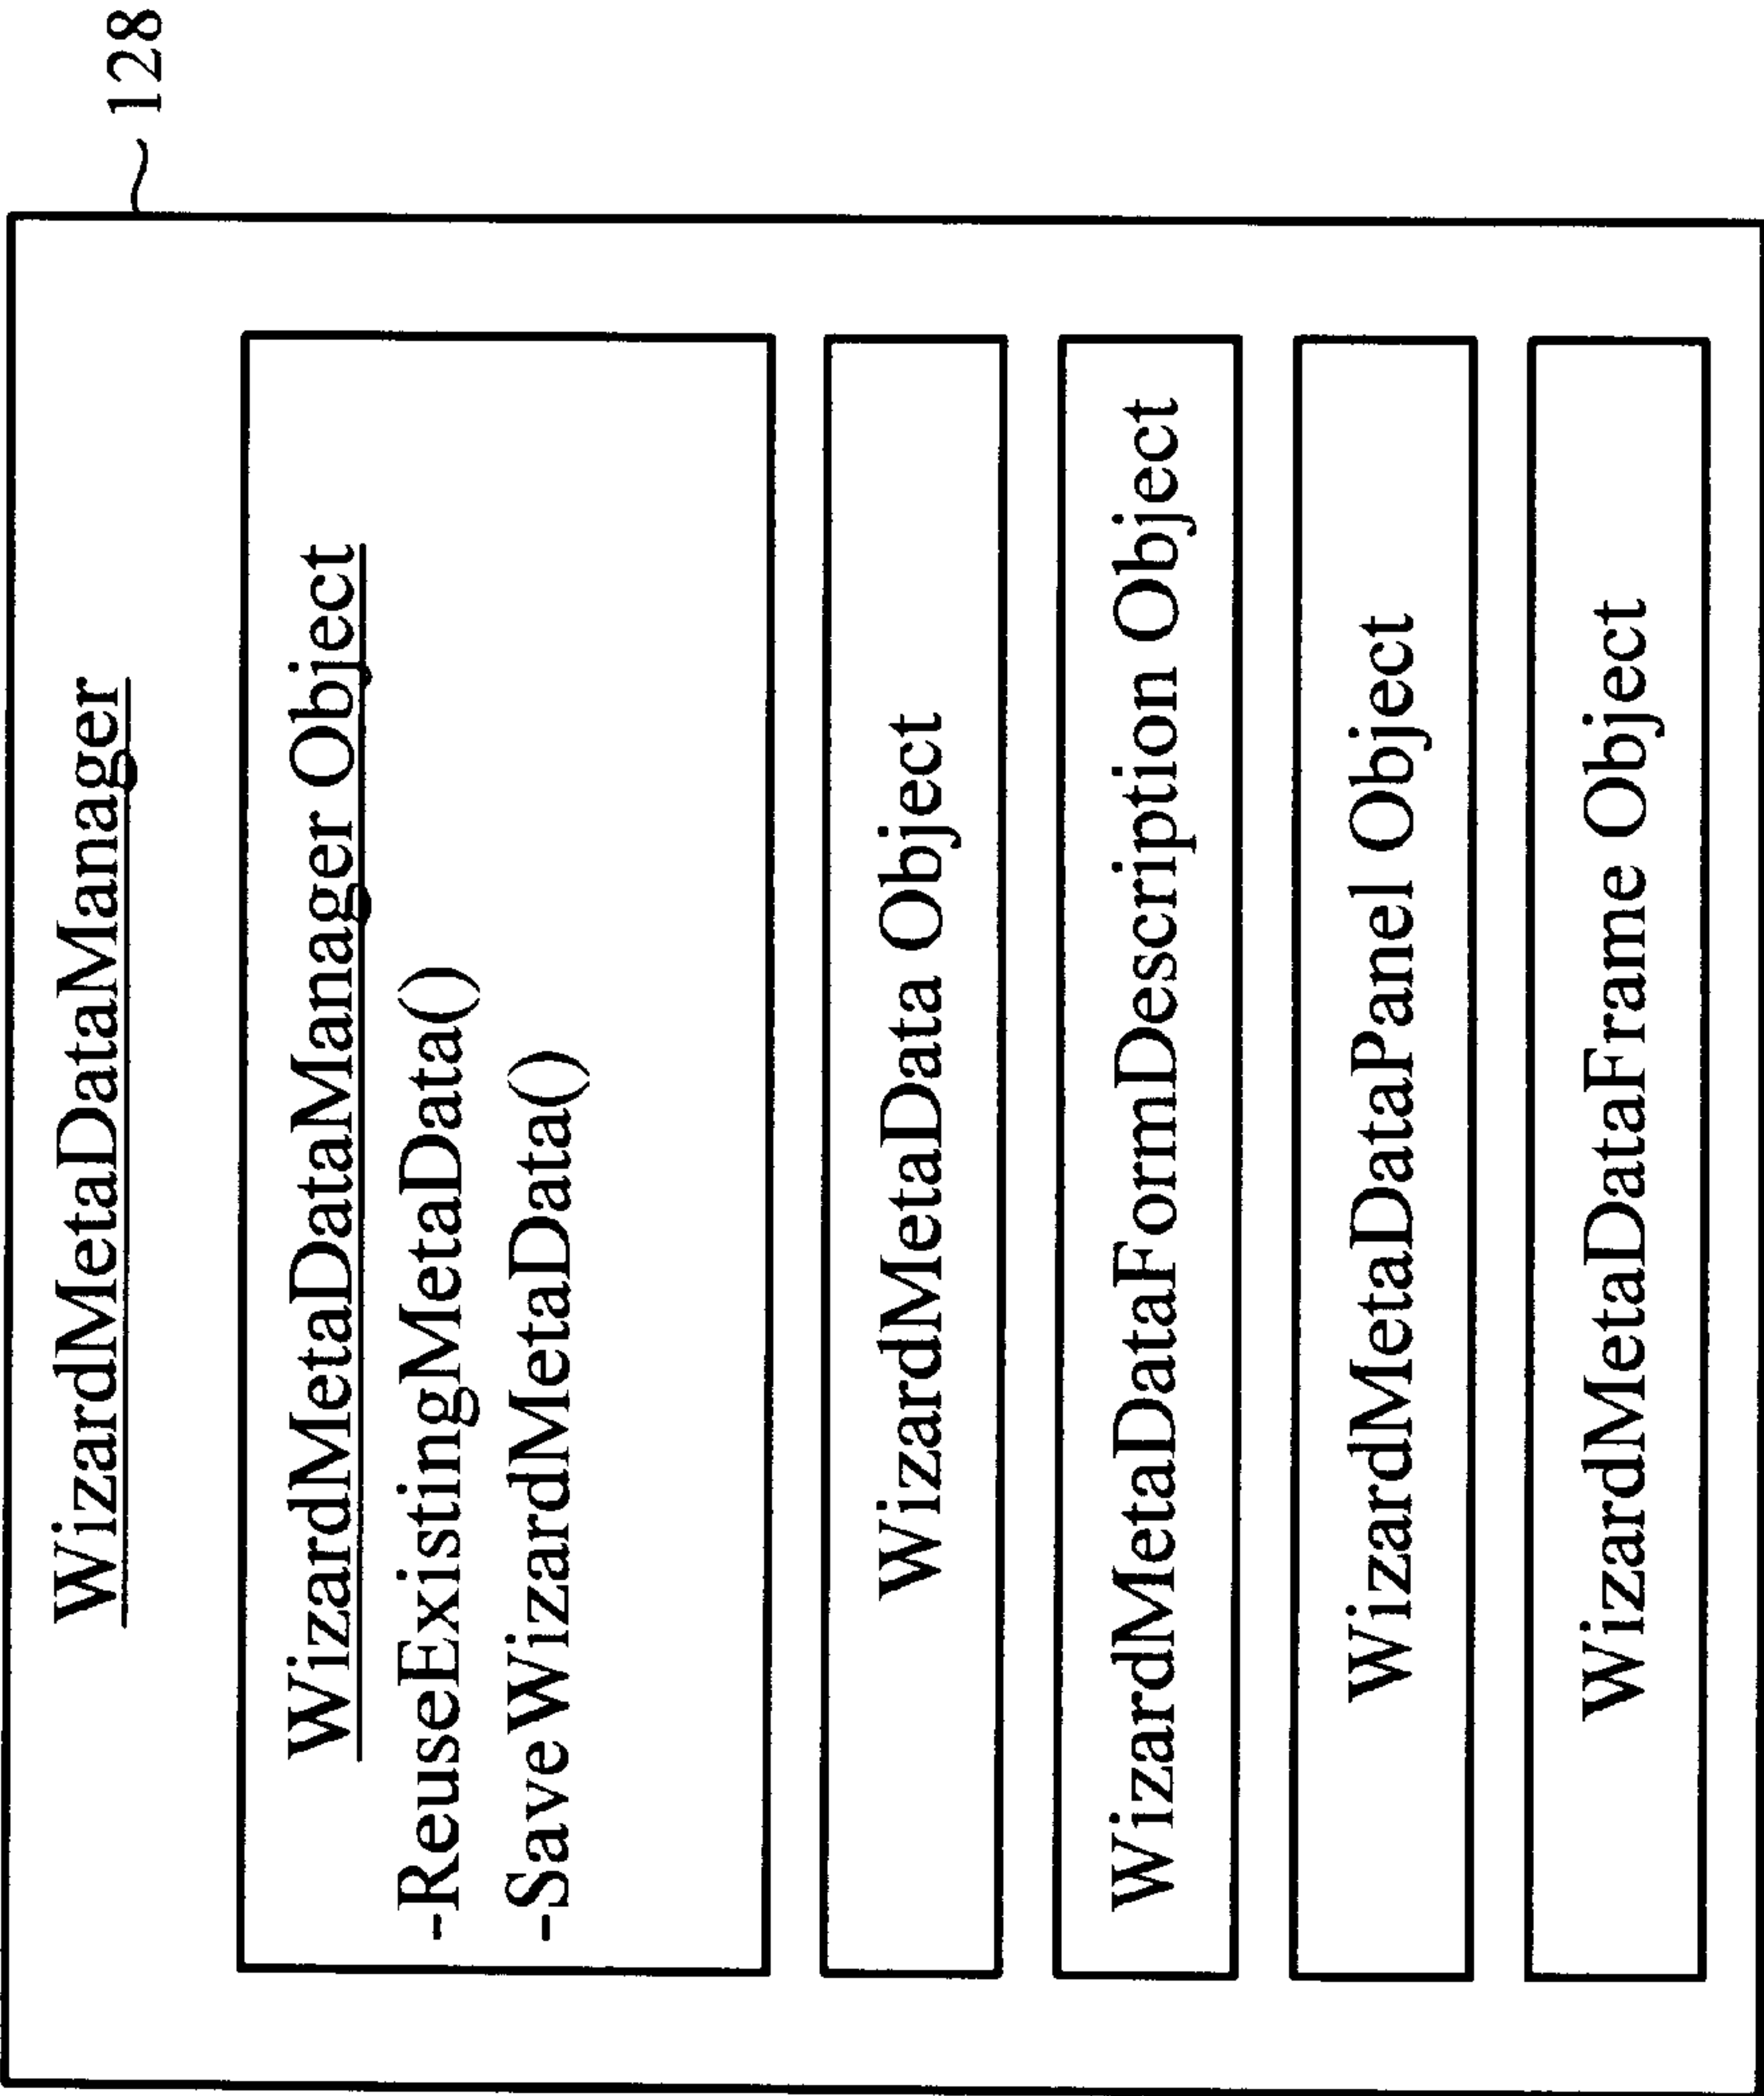 WizardMetaDataManager
128
WizardMetaDataManager Object
-ReuseExistingMetaData()
-SaveWizardMetaData()
WizardMetaData Object
WizardMetaDataFormDescription Object
WizardMetaDataPanel Object
WizardMetaDataFrame Object